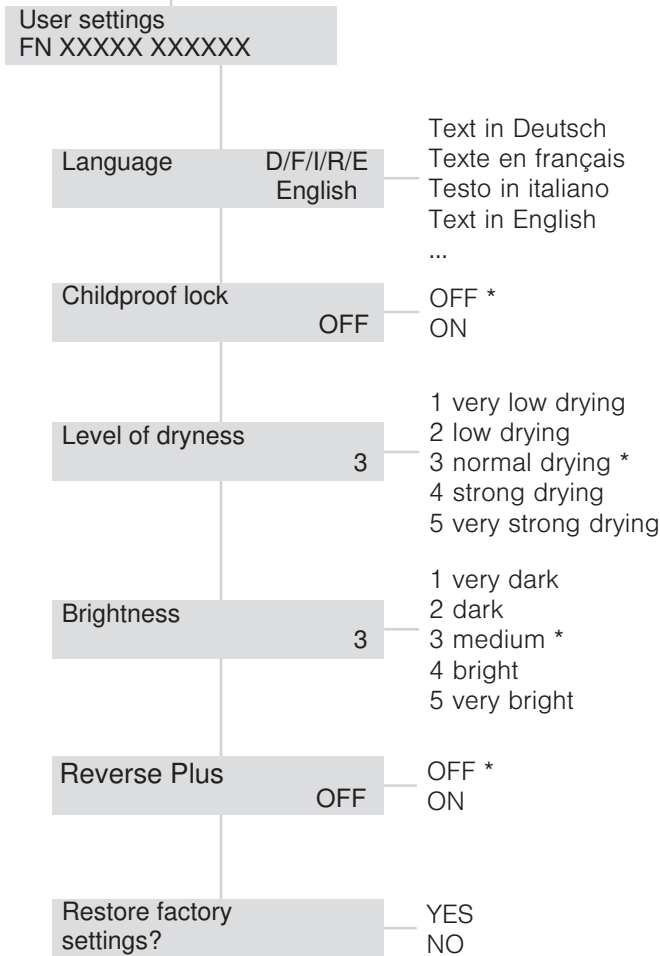 User settings
FN XXXXX XXXXXX
Language D/F/I/R/E
English
Text in Deutsch
Texte en français
Testo in italiano
Text in English
...
Childproof lock
OFF
OFF *
ON
Level of dryness
3
1 very low drying
2 low drying
3 normal drying *
4 strong drying
5 very strong drying
Brightness
3
1 very dark
2 dark
3 medium *
4 bright
5 very bright
Reverse Plus
OFF
OFF *
ON
Restore factory
settings?
YES
NO